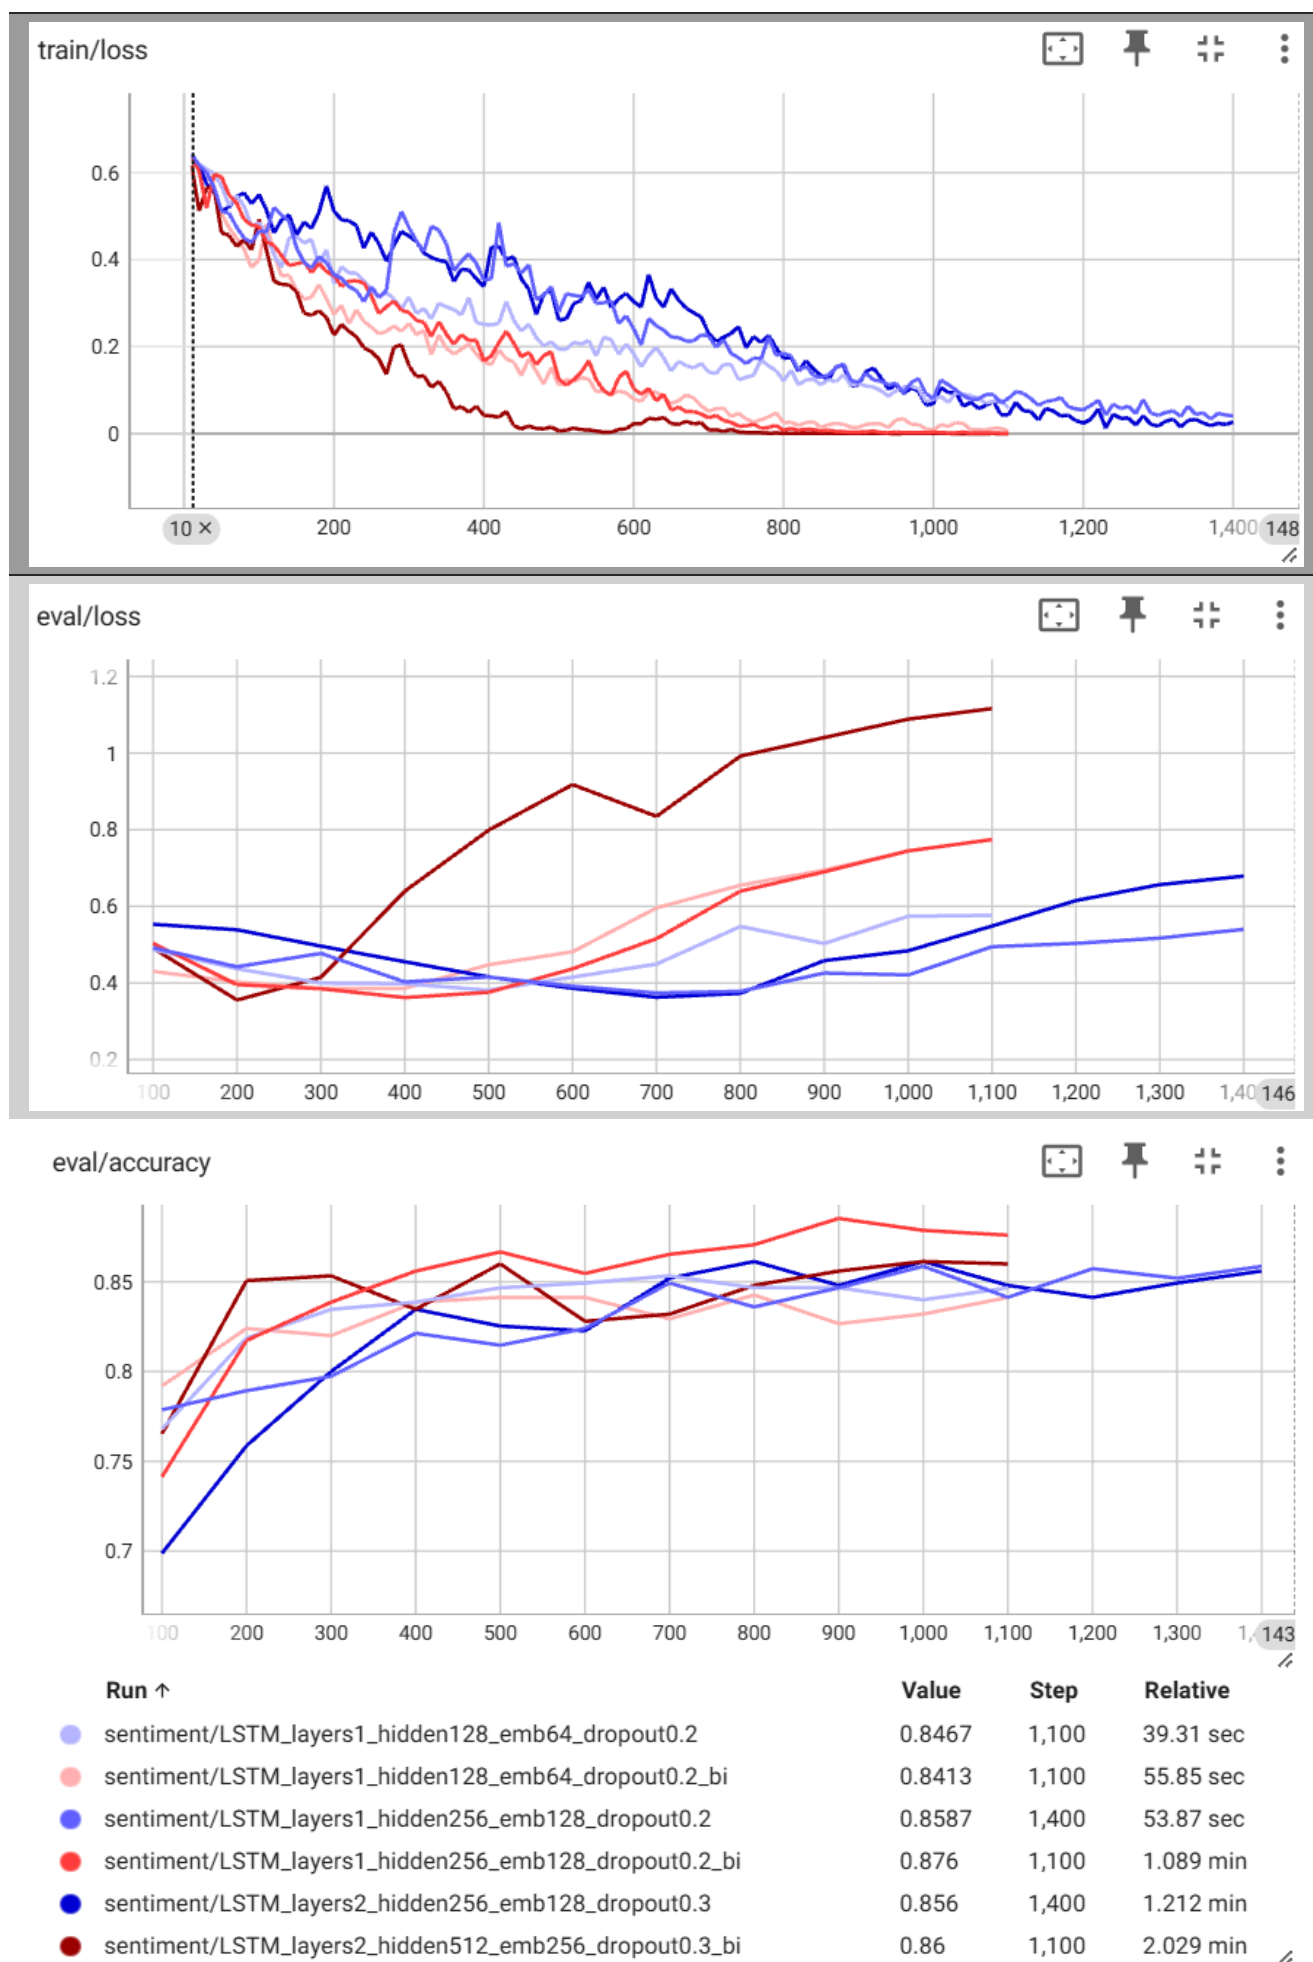 train/loss
0.6
0.4
0.2
0
10 × 200 400 600 800 1,000 1,200 1,400 148
eval/loss
1.2
1
0.8
0.6
0.4
0.2
100 200 300 400 500 600 700 800 900 1,000 1,100 1,200 1,300 1,40 146
eval/accuracy
0.85
0.8
0.75
0.7
100 200 300 400 500 600 700 800 900 1,000 1,100 1,200 1,300 1,4 143
Run ↑ Value Step Relative
sentiment/LSTM_layers1_hidden128_emb64_dropout0.2 0.8467 1,100 39.31 sec
sentiment/LSTM_layers1_hidden128_emb64_dropout0.2_bi 0.8413 1,100 55.85 sec
sentiment/LSTM_layers1_hidden256_emb128_dropout0.2 0.8587 1,400 53.87 sec
sentiment/LSTM_layers1_hidden256_emb128_dropout0.2_bi 0.876 1,100 1.089 min
sentiment/LSTM_layers2_hidden256_emb128_dropout0.3 0.856 1,400 1.212 min
sentiment/LSTM_layers2_hidden512_emb256_dropout0.3_bi 0.86 1,100 2.029 min